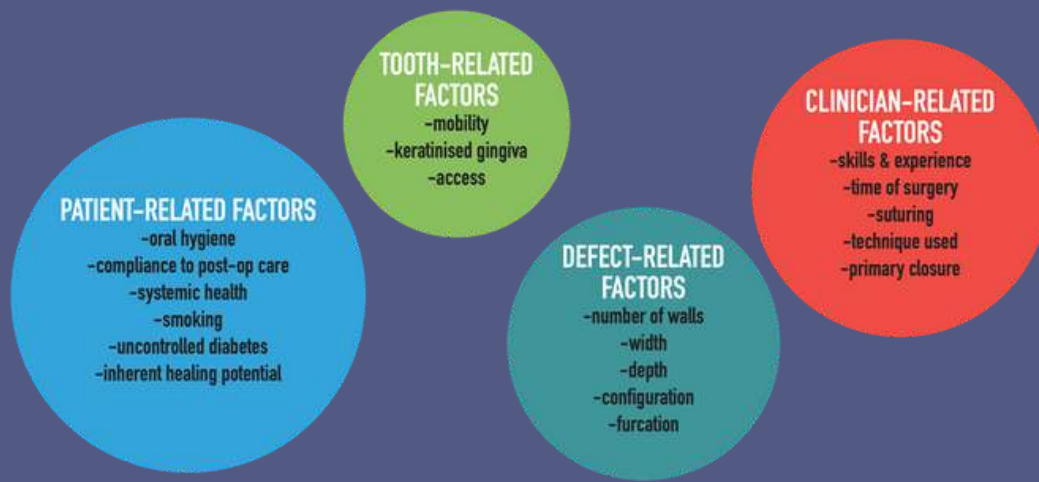 PATIENT-RELATED FACTORS
-oral hygiene
-compliance to post-op care
-systemic health
-smoking
-uncontrolled diabetes
-inherent healing potential
TOOTH-RELATED
FACTORS
-mobility
-keratinised gingiva
-access
DEFECT-RELATED
FACTORS
-number of walls
-width
-depth
-configuration
-furcation
CLINICIAN-RELATED
FACTORS
-skills & experience
-time of surgery
-suturing
-technique used
-primary closure